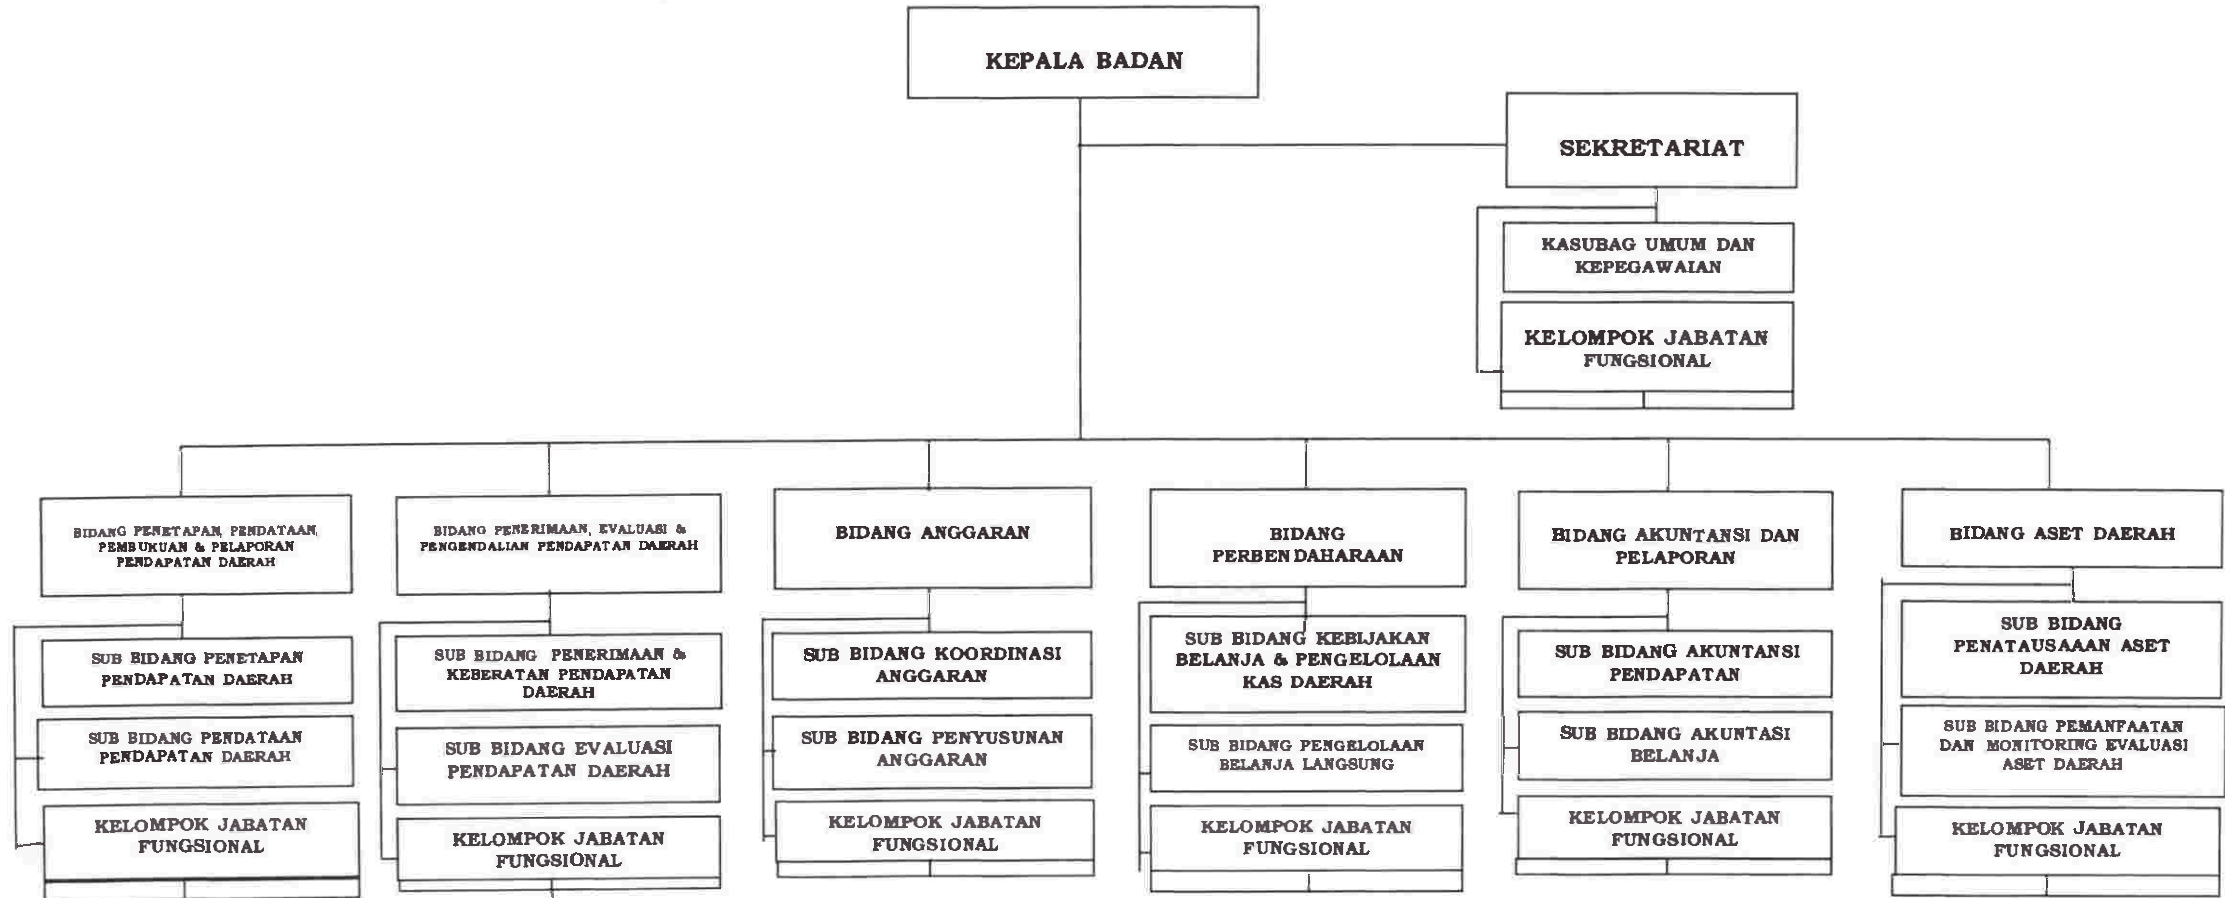 KEPALA BADAN
SEKRETARIAT
KASUBAG UMUM DAN
KEPEGAWAIAN
KELOMPOK JABATAN
FUNGSIONAL
BIDANG PENETAPAN, PENDATAAN,
PEMBUKUAN & PELAPORAN
PENDAPATAN DAERAH
SUB BIDANG PENETAPAN
PENDAPATAN DAERAH
SUB BIDANG PENDATAAN
PENDAPATAN DAERAH
KELOMPOK JABATAN
FUNGSIONAL
BIDANG PENERIMAAN, EVALUASI &
PENGENDALIAN PENDAPATAN DAERAH
SUB BIDANG PENERIMAAN &
KEBERATAN PENDAPATAN
DAERAH
SUB BIDANG EVALUASI
PENDAPATAN DAERAH
KELOMPOK JABATAN
FUNGSIONAL
BIDANG ANGGARAN
SUB BIDANG KOORDINASI
ANGGARAN
SUB BIDANG PENYUSUNAN
ANGGARAN
KELOMPOK JABATAN
FUNGSIONAL
BIDANG
PERBENDAHARAAN
SUB BIDANG KEBIJAKAN
BELANJA & PENGELOLAAN
KAS DAERAH
SUB BIDANG PENGELOLAAN
BELANJA LANGSUNG
KELOMPOK JABATAN
FUNGSIONAL
BIDANG AKUNTANSI DAN
PELAPORAN
SUB BIDANG AKUNTANSI
PENDAPATAN
SUB BIDANG AKUNTASI
BELANJA
KELOMPOK JABATAN
FUNGSIONAL
BIDANG ASET DAERAH
SUB BIDANG
PENATAUSAAAN ASET
DAERAH
SUB BIDANG PEMANFAATAN
DAN MONITORING EVALUASI
ASET DAERAH
KELOMPOK JABATAN
FUNGSIONAL